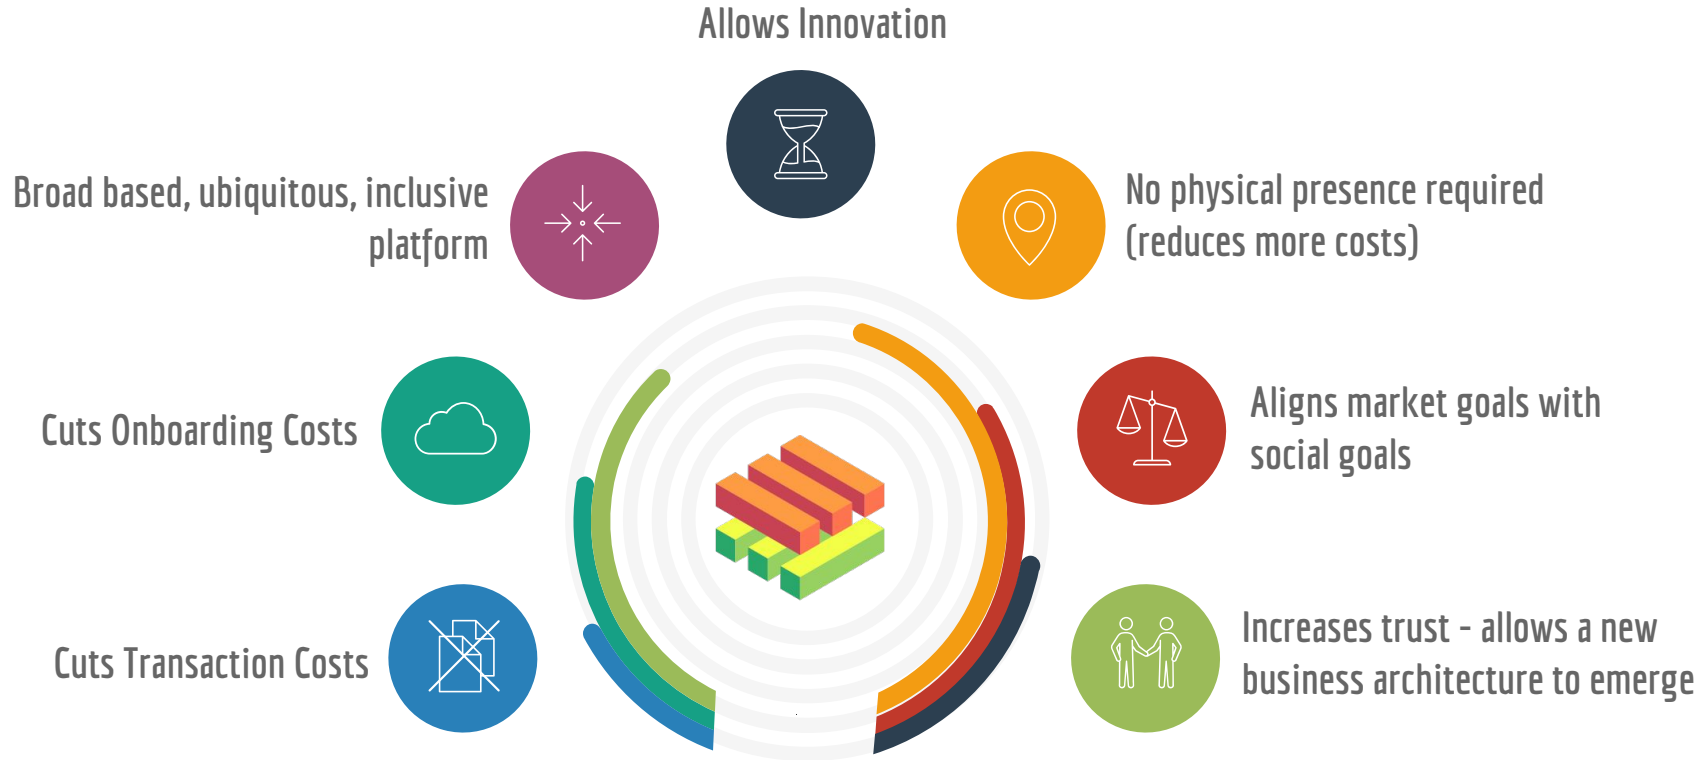 Allows Innovation
Broad based, ubiquitous, inclusive
platform
No physical presence required
(reduces more costs)
Cuts Onboarding Costs
Aligns market goals with
social goals
Cuts Transaction Costs
Increases trust - allows a new
business architecture to emerge